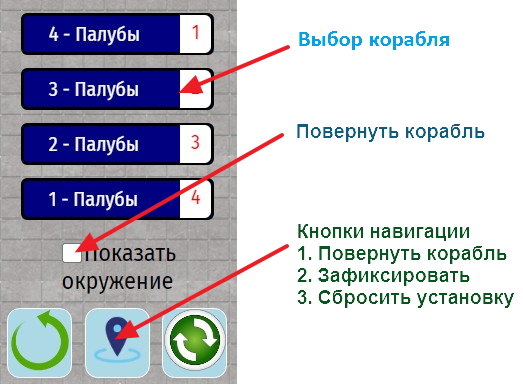 4 - Палубы 1
Выбор корабля
3 - Палубы
Повернуть корабль
2 - Палубы 3
1 - Палубы 4
Показать
окружение
Кнопки навигации
1. Повернуть корабль
2. Зафиксировать
3. Сбросить установку